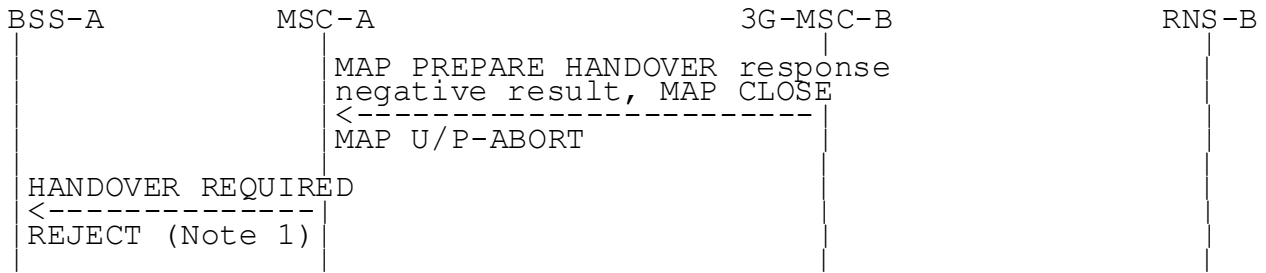 BSS-A MSC-A 3G-MSC-B RNS-B
MAP PREPARE HANDOVER response
negative result, MAP CLOSE
MAP U/P-ABORT
HANDOVER REQUIRED
REJECT (Note 1)